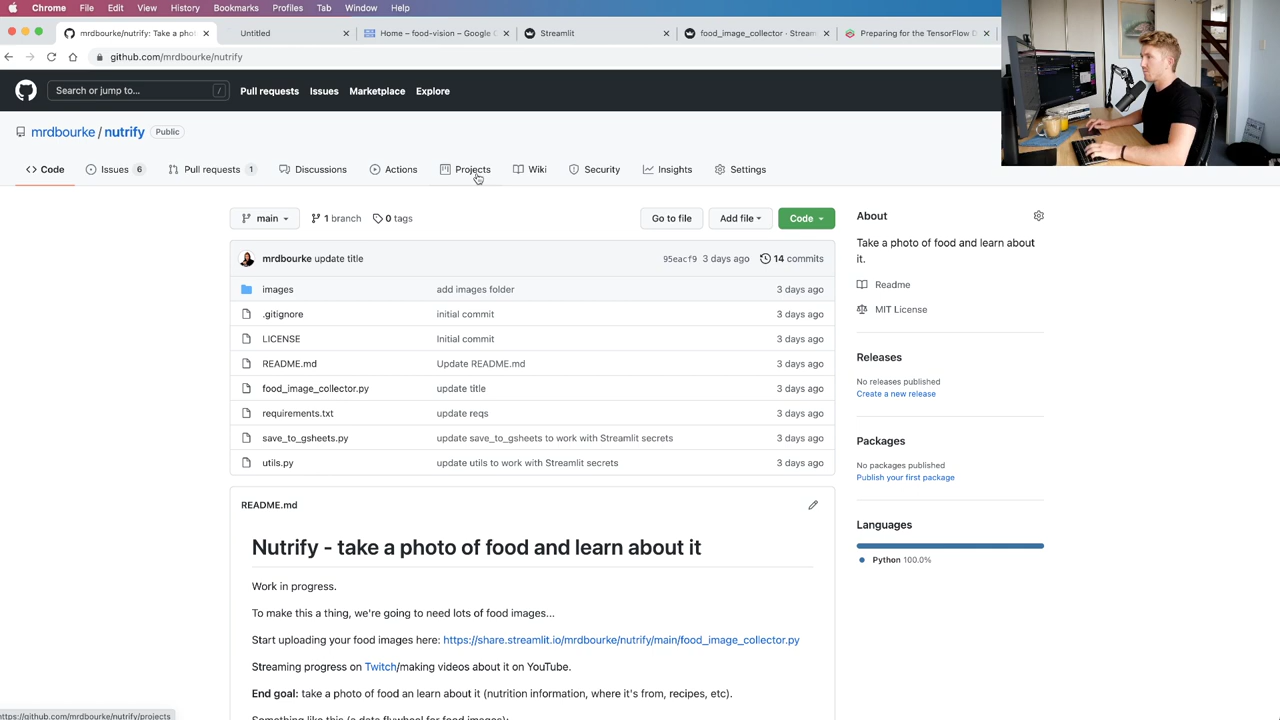 Chrome File Edit View History Bookmarks Profiles Tab Window Help
mrdbourke/nutrify: Take a pho
Untitled
Home – food-vision – Google C
Streamlit
food_image_collector · Stream
Preparing for the TensorFlow D
github.com/mrdbourke/nutrify
Search or jump to... /
Pull requests Issues Marketplace Explore
mrdbourke / nutrify Public
Code Issues 6 Pull requests 1 Discussions Actions Projects Wiki Security Insights Settings
main 1 branch 0 tags Go to file Add file Code
mrdbourke update title 95eacf9 3 days ago 14 commits
images add images folder 3 days ago
.gitignore initial commit 3 days ago
LICENSE Initial commit 3 days ago
README.md Update README.md 3 days ago
food_image_collector.py update title 3 days ago
requirements.txt update reqs 3 days ago
save_to_gsheets.py update save_to_gsheets to work with Streamlit secrets 3 days ago
utils.py update utils to work with Streamlit secrets 3 days ago
README.md
Nutrify - take a photo of food and learn about it
Work in progress.
To make this a thing, we're going to need lots of food images...
Start uploading your food images here: https://share.streamlit.io/mrdbourke/nutrify/main/food_image_collector.py
Streaming progress on Twitch/making videos about it on YouTube.
End goal: take a photo of food an learn about it (nutrition information, where it's from, recipes, etc).
Something like this (a data flywheel for food images):
About
Take a photo of food and learn about
it.
Readme
MIT License
Releases
No releases published
Create a new release
Packages
No packages published
Publish your first package
Languages
Python 100.0%
https://github.com/mrdbourke/nutrify/projects